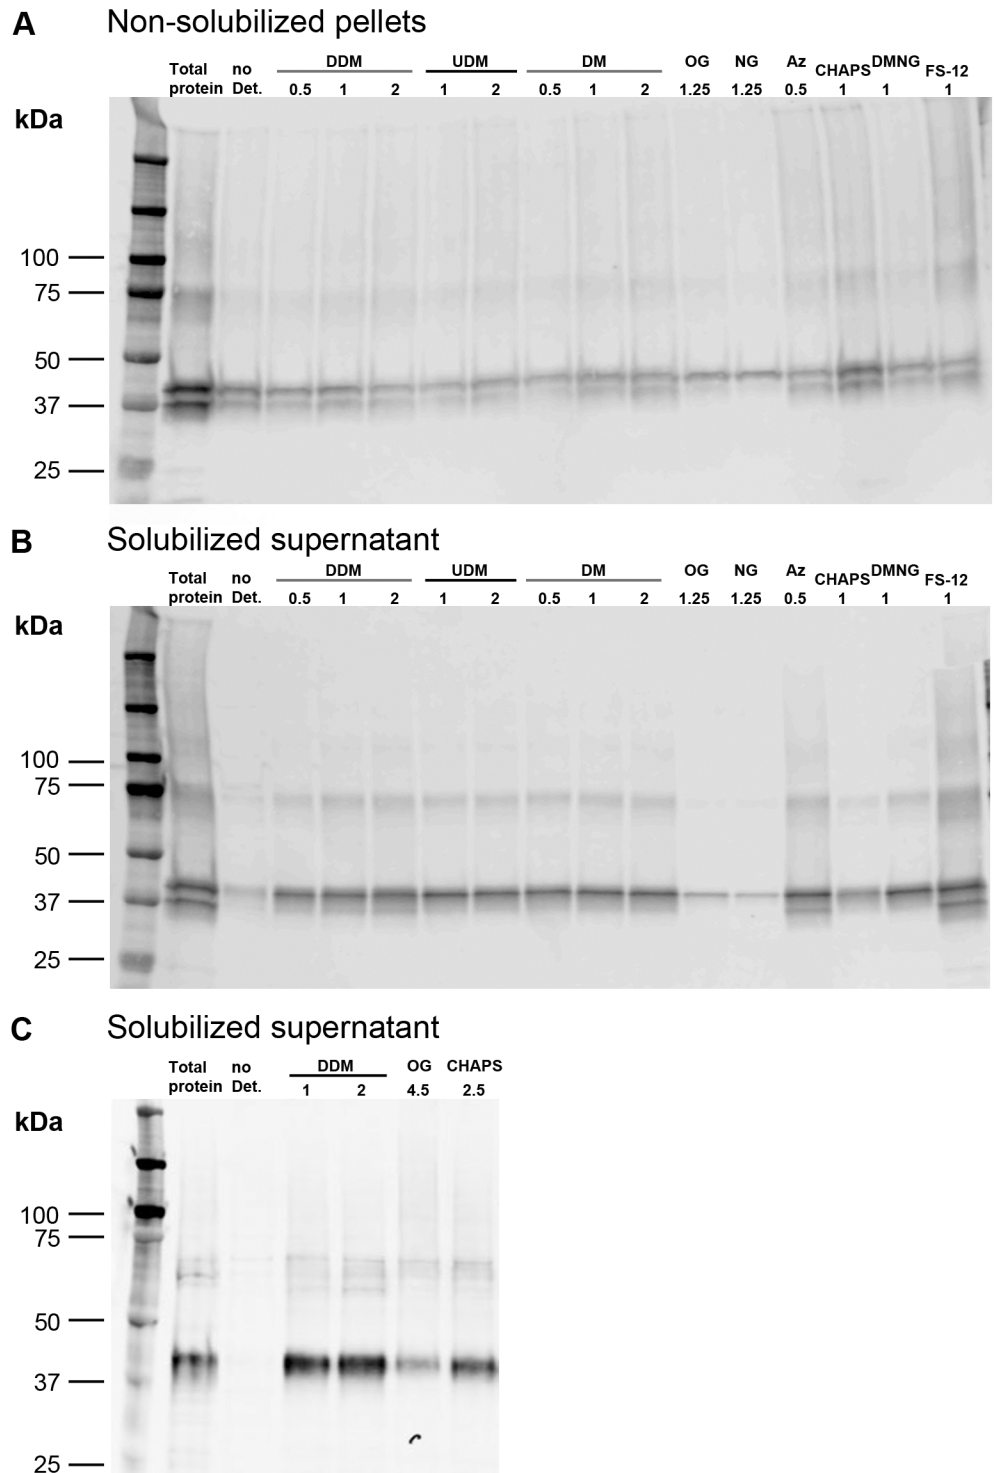 A Non-solubilized pellets
Total no DDM UDM DM OG NG Az CHAPS DMNG FS-12
protein Det. 0.5 1 2 1 2 0.5 1 2 1.25 1.25 0.5 1 1 1
kDa
100
75
50
37
25
B Solubilized supernatant
Total no DDM UDM DM OG NG Az CHAPS DMNG FS-12
protein Det. 0.5 1 2 1 2 0.5 1 2 1.25 1.25 0.5 1 1 1
kDa
100
75
50
37
25
C Solubilized supernatant
Total no DDM OG CHAPS
protein Det. 1 2 4.5 2.5
kDa
100
75
50
37
25